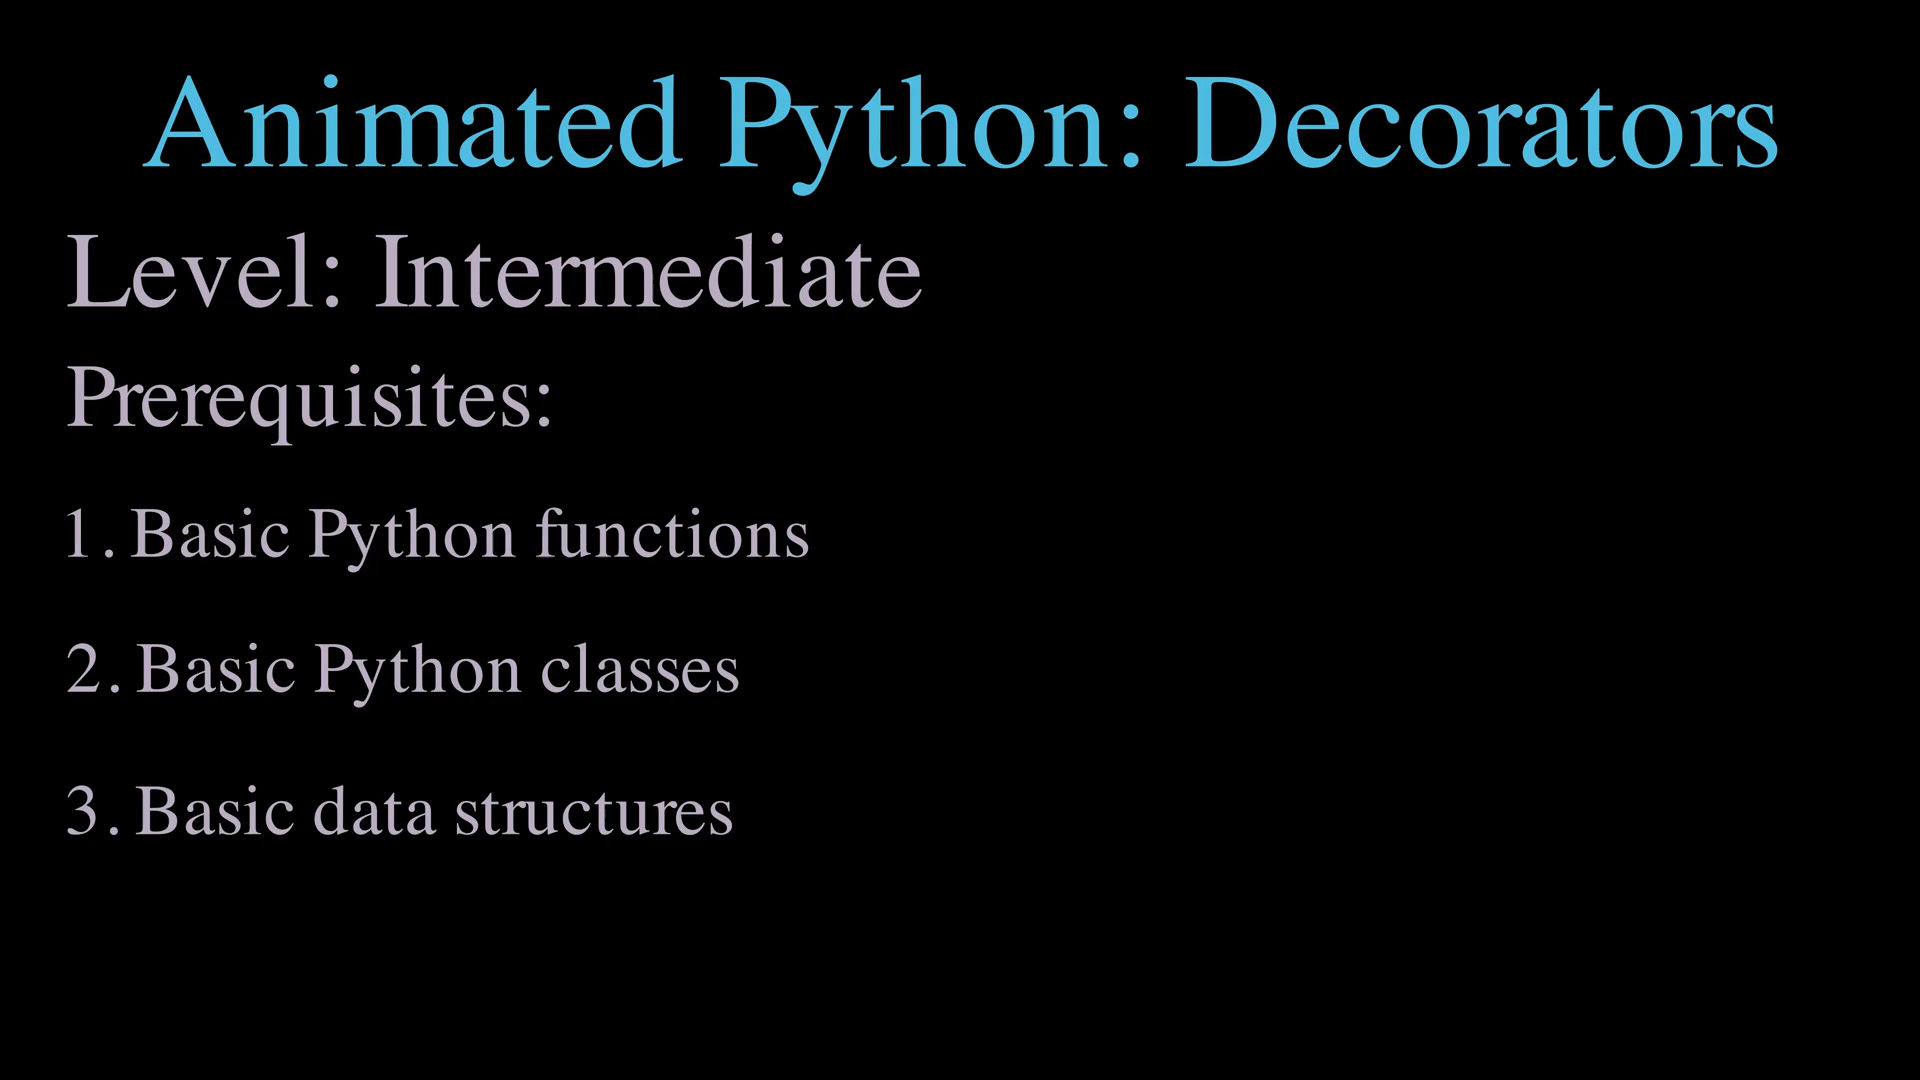 Animated Python: Decorators
Level: Intermediate
Prerequisites:
1. Basic Python functions
2. Basic Python classes
3. Basic data structures